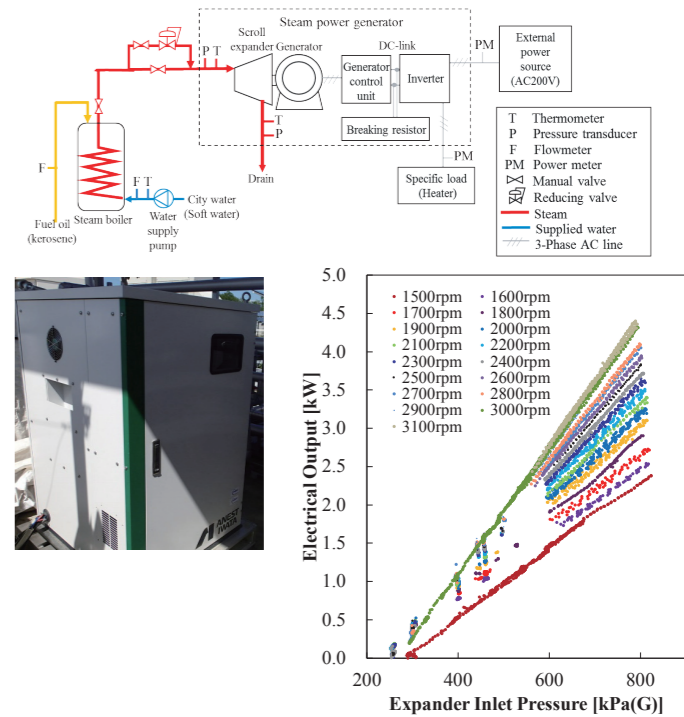 Steam power generator
Scroll
expander
Generator
DC-link
P T
Generator
control
unit
Inverter
PM
External
power
source
(AC200V)
Breaking resistor
T
P
Drain
PM
Specific load
(Heater)
F
F T
City water
(Soft water)
Fuel oil
(kerosene)
Steam boiler
Water
supply
pump
T Thermometer
P Pressure transducer
F Flowmeter
PM Power meter
Manual valve
Reducing valve
Steam
Supplied water
3-Phase AC line
ANEST
IWATA
Electrical Output [kW]
5.0
4.5
4.0
3.5
3.0
2.5
2.0
1.5
1.0
0.5
0.0
1500rpm 1600rpm
1700rpm 1800rpm
1900rpm 2000rpm
2100rpm 2200rpm
2300rpm 2400rpm
2500rpm 2600rpm
2700rpm 2800rpm
2900rpm 3000rpm
3100rpm
200 400 600 800
Expander Inlet Pressure [kPa(G)]